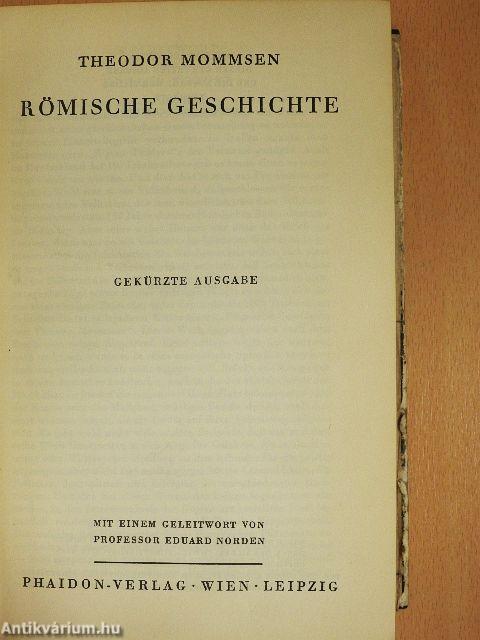 THEODOR MOMMSEN
RÖMISCHE GESCHICHTE
GEKÜRZTE AUSGABE
MIT EINEM GELEITWORT VON
PROFESSOR EDUARD NORDEN
PHAIDON-VERLAG · WIEN · LEIPZIG
Antikvárium.hu